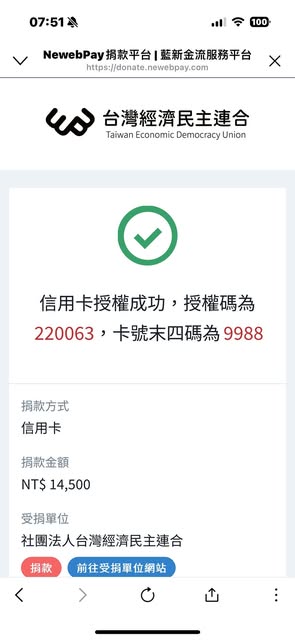 07:51
100
NewebPay捐款平台 | 藍新金流服務平台
https://donate.newebpay.com
台灣經濟民主連合
Taiwan Economic Democracy Union
信用卡授權成功，授權碼為
220063，卡號末四碼為 9988
捐款方式
信用卡
捐款金額
NT$ 14,500
受捐單位
社團法人台灣經濟民主連合
捐款 前往受捐單位網站